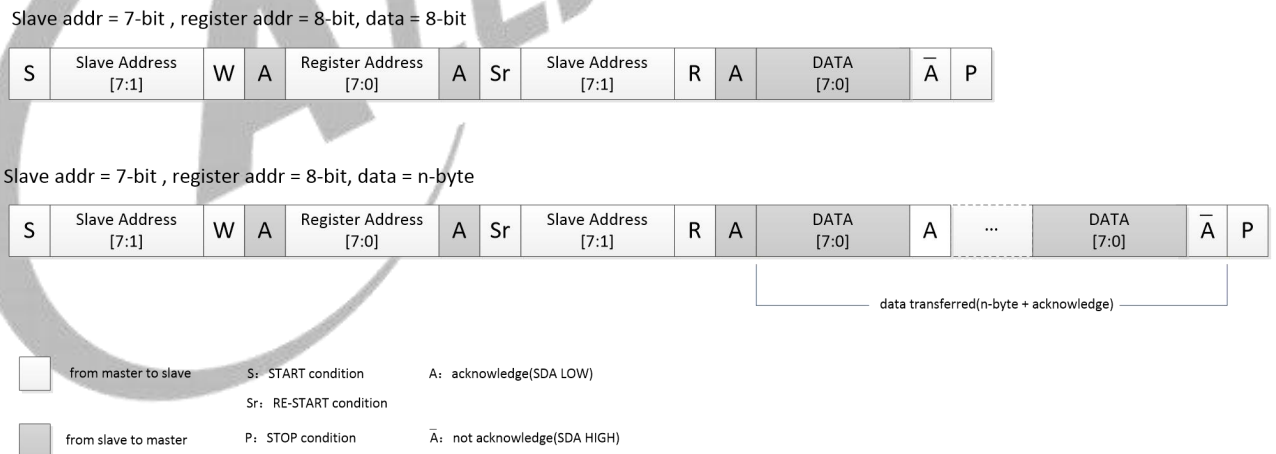 Slave addr = 7-bit , register addr = 8-bit, data = 8-bit
S Slave Address [7:1] W A Register Address [7:0] A Sr Slave Address [7:1] R A DATA [7:0] A̅ P
Slave addr = 7-bit , register addr = 8-bit, data = n-byte
S Slave Address [7:1] W A Register Address [7:0] A Sr Slave Address [7:1] R A DATA [7:0] A ... DATA [7:0] A̅ P
data transferred(n-byte + acknowledge)
from master to slave S: START condition A: acknowledge(SDA LOW)
Sr: RE-START condition
from slave to master P: STOP condition A̅: not acknowledge(SDA HIGH)